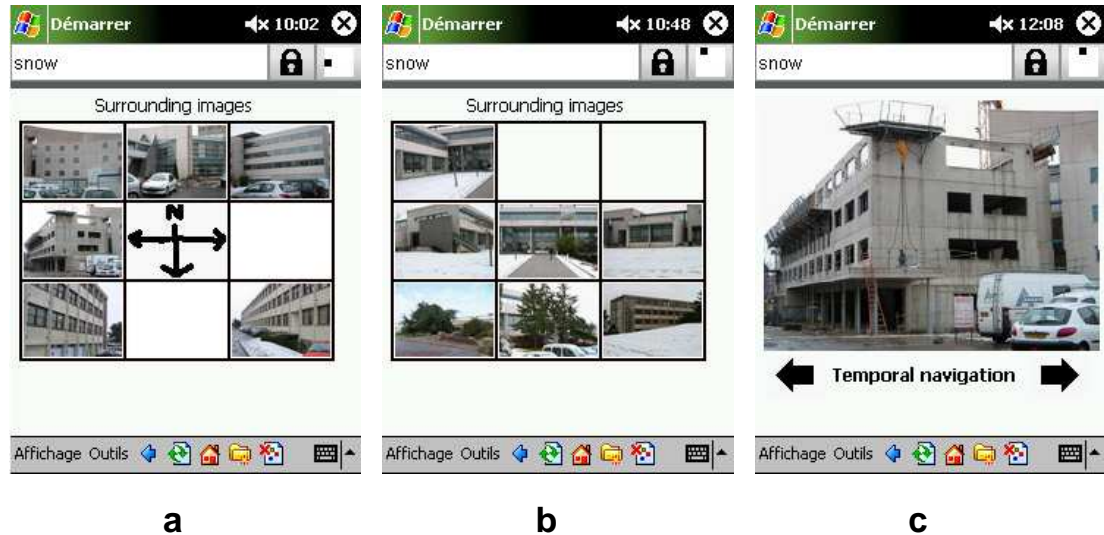 Démarrer 10:02
snow
Surrounding images
N
Affichage Outils
a
Démarrer 10:48
snow
Surrounding images
Affichage Outils
b
Démarrer 12:08
snow
Temporal navigation
Affichage Outils
c